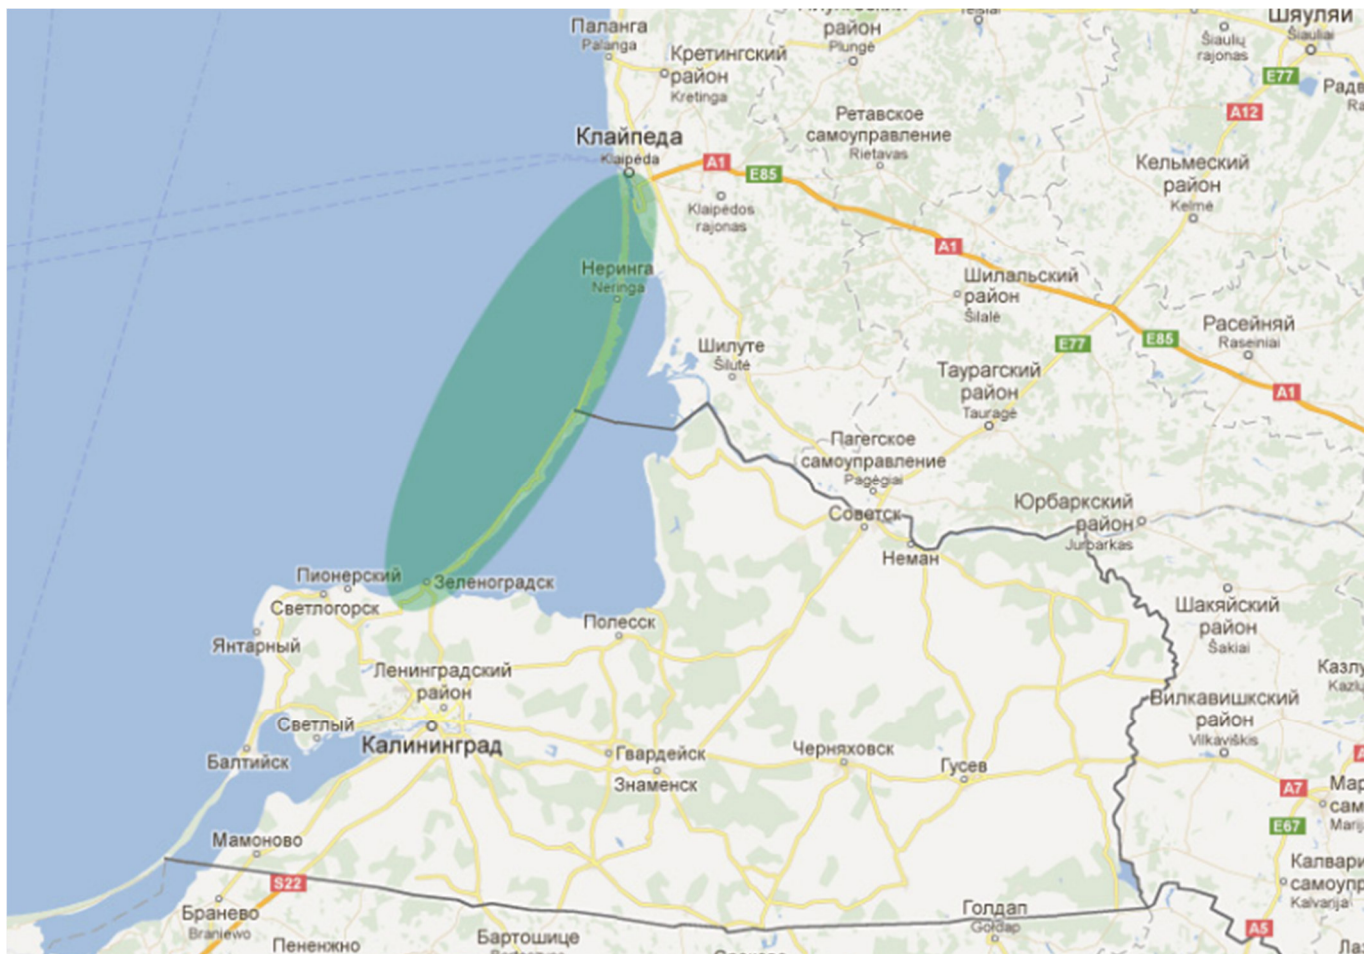 Паланга
Palanga
район
Plungė
Шяуляй
Šiauliai
Šiaulių
rajonas
E77
Кретингский
район
Kretinga
A12
Ретавское
самоуправление
Rietavas
Клайпеда
Klaipėda
A1
E85
Кельмеский
район
Kelmė
Klaipėdos
rajonas
A1
Неринга
Neringa
Шилальский
район
Šilalė
E77
E85
Расейняй
Raseiniai
Шилуте
Šilutė
Таурагский
район
Tauragė
A1
Пагегское
самоуправление
Pagėgiai
Советск
Юрбаркский
район
Jurbarkas
Неман
Пионерский
Зеленоградск
Светлогорск
Янтарный
Полесск
Шакяйский
район
Šakiai
Ленинградский
район
Вилкавишкский
район
Vilkaviškis
Светлый
Калининград
Балтийск
Гвардейск
Знаменск
Черняховск
Гусев
A7
E67
Мамоново
S22
Бранево
Braniewo
Пененжно
Бартошице
Голдап
Gołdap
Kalvarija
A5